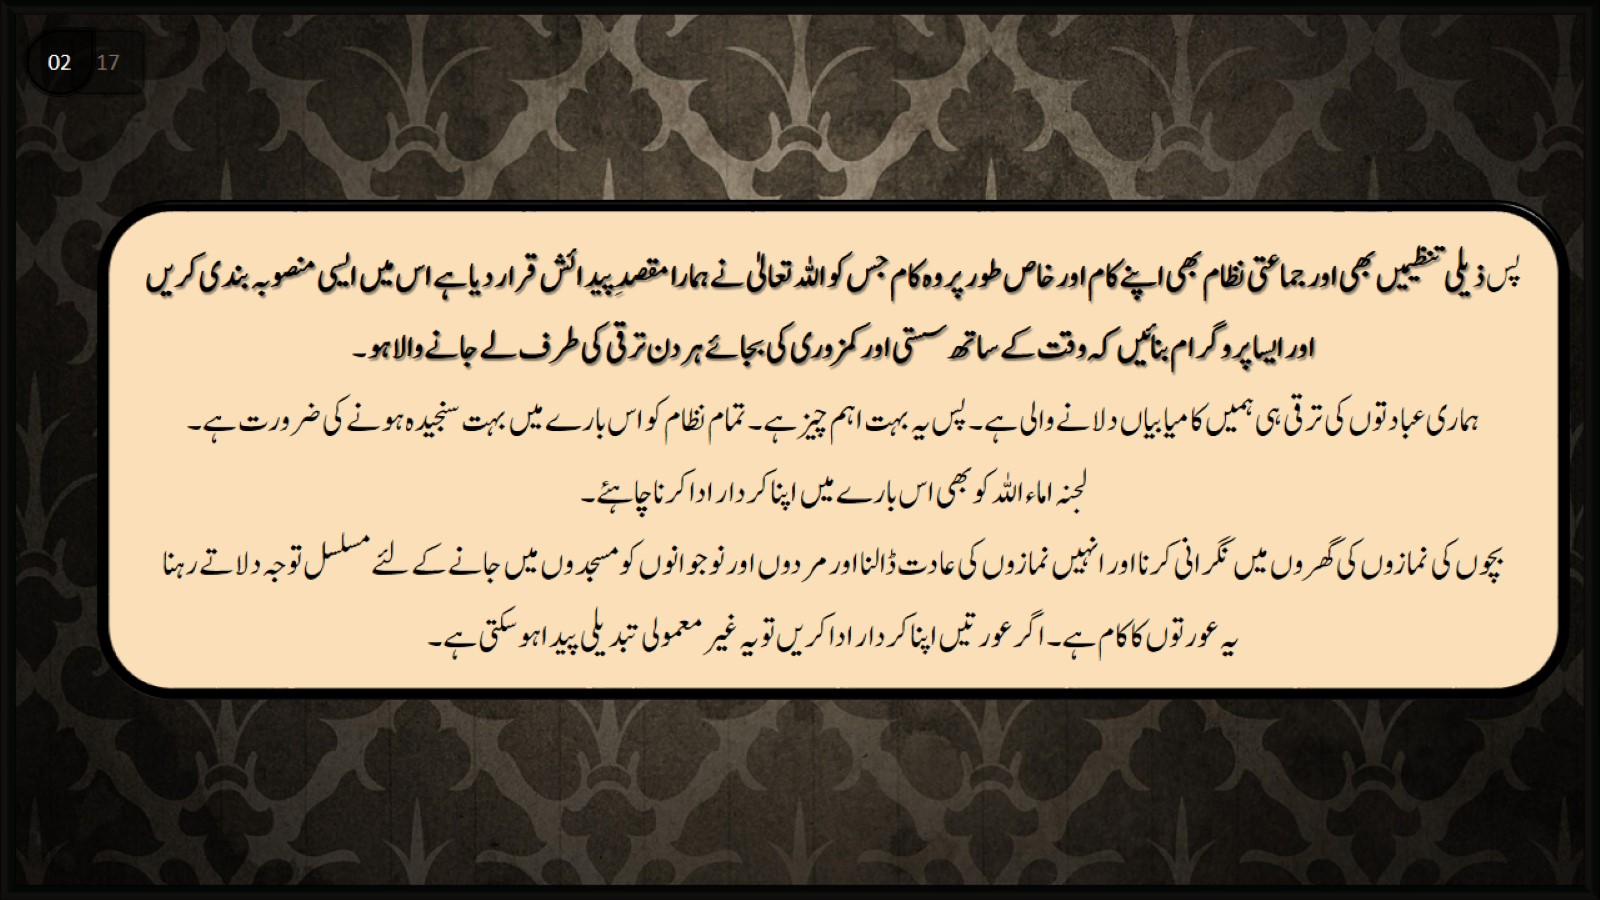 02 17
پس ذیلی تنظیمیں بھی اور جماعتی نظام بھی اپنے کام اور خاص طور پر وہ کام جس کو اللہ تعالیٰ نے ہمارا مقصدِ پیدائش قرار دیا ہے اس میں ایسی منصوبہ بندی کریں
اور ایسا پروگرام بنائیں کہ وقت کے ساتھ سستی اور کمزوری کی بجائے ہر دن ترقی کی طرف لے جانے والا ہو۔
ہماری عبادتوں کی ترقی ہی ہمیں کامیابیاں دلانے والی ہے۔ پس یہ بہت اہم چیز ہے۔ تمام نظام کو اس بارے میں بہت سنجیدہ ہونے کی ضرورت ہے۔
لجنہ اماء اللہ کو بھی اس بارے میں اپنا کردار ادا کرنا چاہئے۔
بچوں کی نمازوں کی گھروں میں نگرانی کرنا اور انہیں نمازوں کی عادت ڈالنا اور مردوں اور نوجوانوں کو مسجدوں میں جانے کے لئے مسلسل توجہ دلاتے رہنا
یہ عورتوں کا کام ہے۔ اگر عورتیں اپنا کردار ادا کریں تو یہ غیر معمولی تبدیلی پیدا ہو سکتی ہے۔